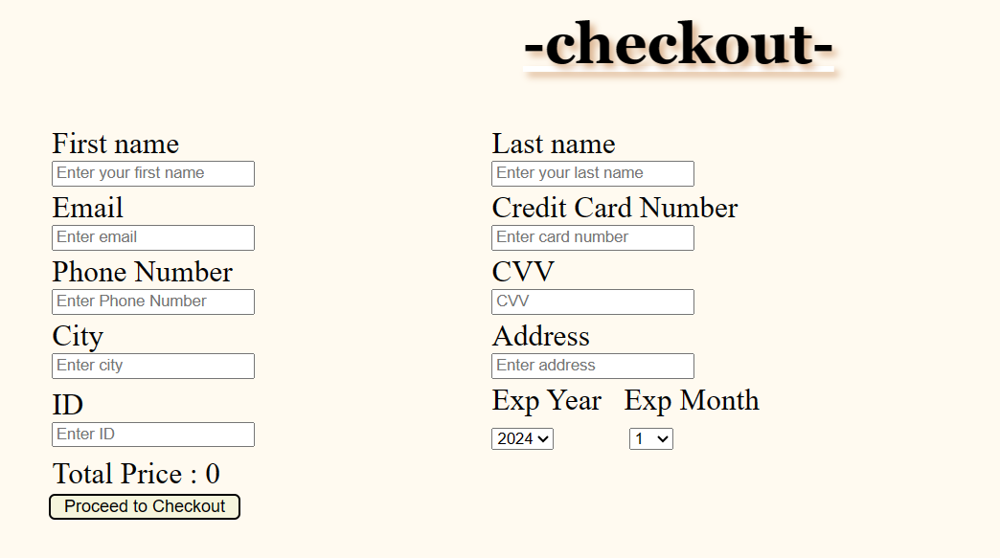 -checkout-
First name Last name
Enter your first name Enter your last name
Email Credit Card Number
Enter email Enter card number
Phone Number CVV
Enter Phone Number CVV
City Address
Enter city Enter address
ID Exp Year Exp Month
Enter ID 2024 1
Total Price : 0
Proceed to Checkout